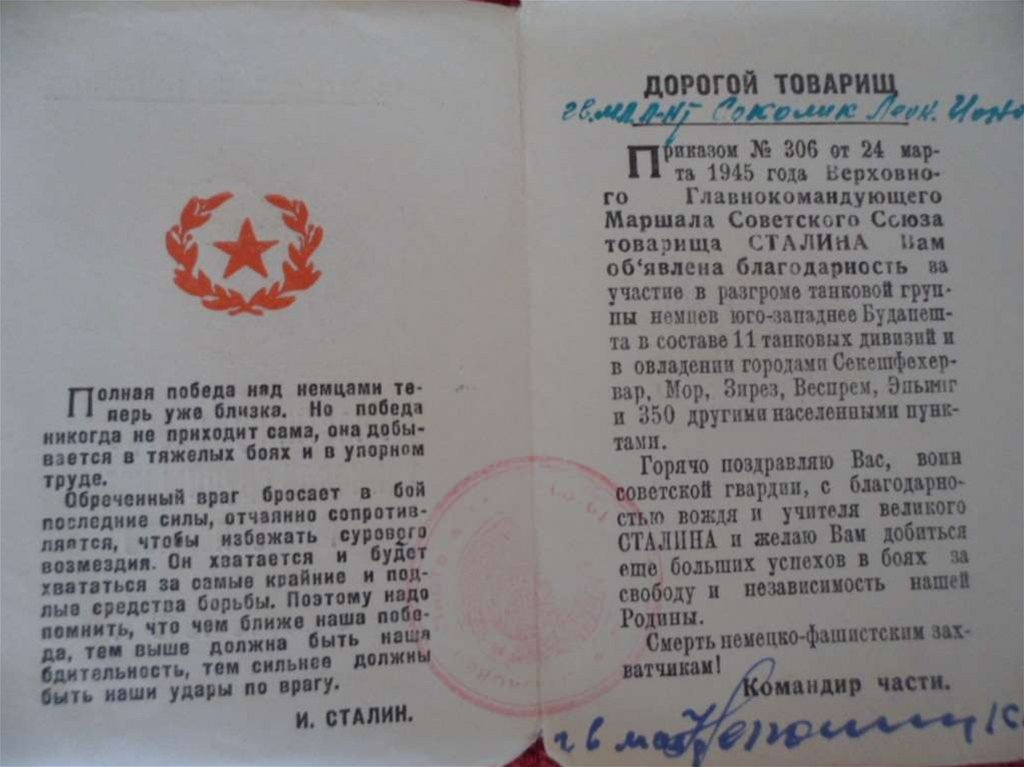 Полная победа над немцами те-
перь уже близка. Но победа
никогда не приходит сама, она добы-
вается в тяжелых боях и в упорном
труде.
Обреченный враг бросает в бой
последние силы, отчаянно сопротив-
ляется, чтобы избежать сурового
возмездия. Он хватается и будет
хвататься за самые крайние и под-
лые средства борьбы. Поэтому надо
помнить, что чем ближе наша побе-
да, тем выше должна быть наша
бдительность, тем сильнее должны
быть наши удары по врагу.
И. СТАЛИН.
ДОРОГОЙ ТОВАРИЩ
Соколик Леон.
Приказом № 306 от 24 мар-
та 1945 года Верховно-
го Главнокомандующего
Маршала Советского Союза
товарища СТАЛИНА Вам
об'явлена благодарность за
участие в разгроме танковой груп-
пы немцев юго-западнее Будапеш-
та в составе 11 танковых дивизий и
в овладении городами Секешфехер-
вар, Мор, Зирез, Веспрем, Эньинг
и 350 другими населенными пунк-
тами.
Горячо поздравляю Вас, воин
советской гвардии, с благодарно-
стью вождя и учителя великого
СТАЛИНА и желаю Вам добиться
еще больших успехов в боях за
свободу и независимость нашей
Родины.
Смерть немецко-фашистским зах-
ватчикам!
Командир части.
гв